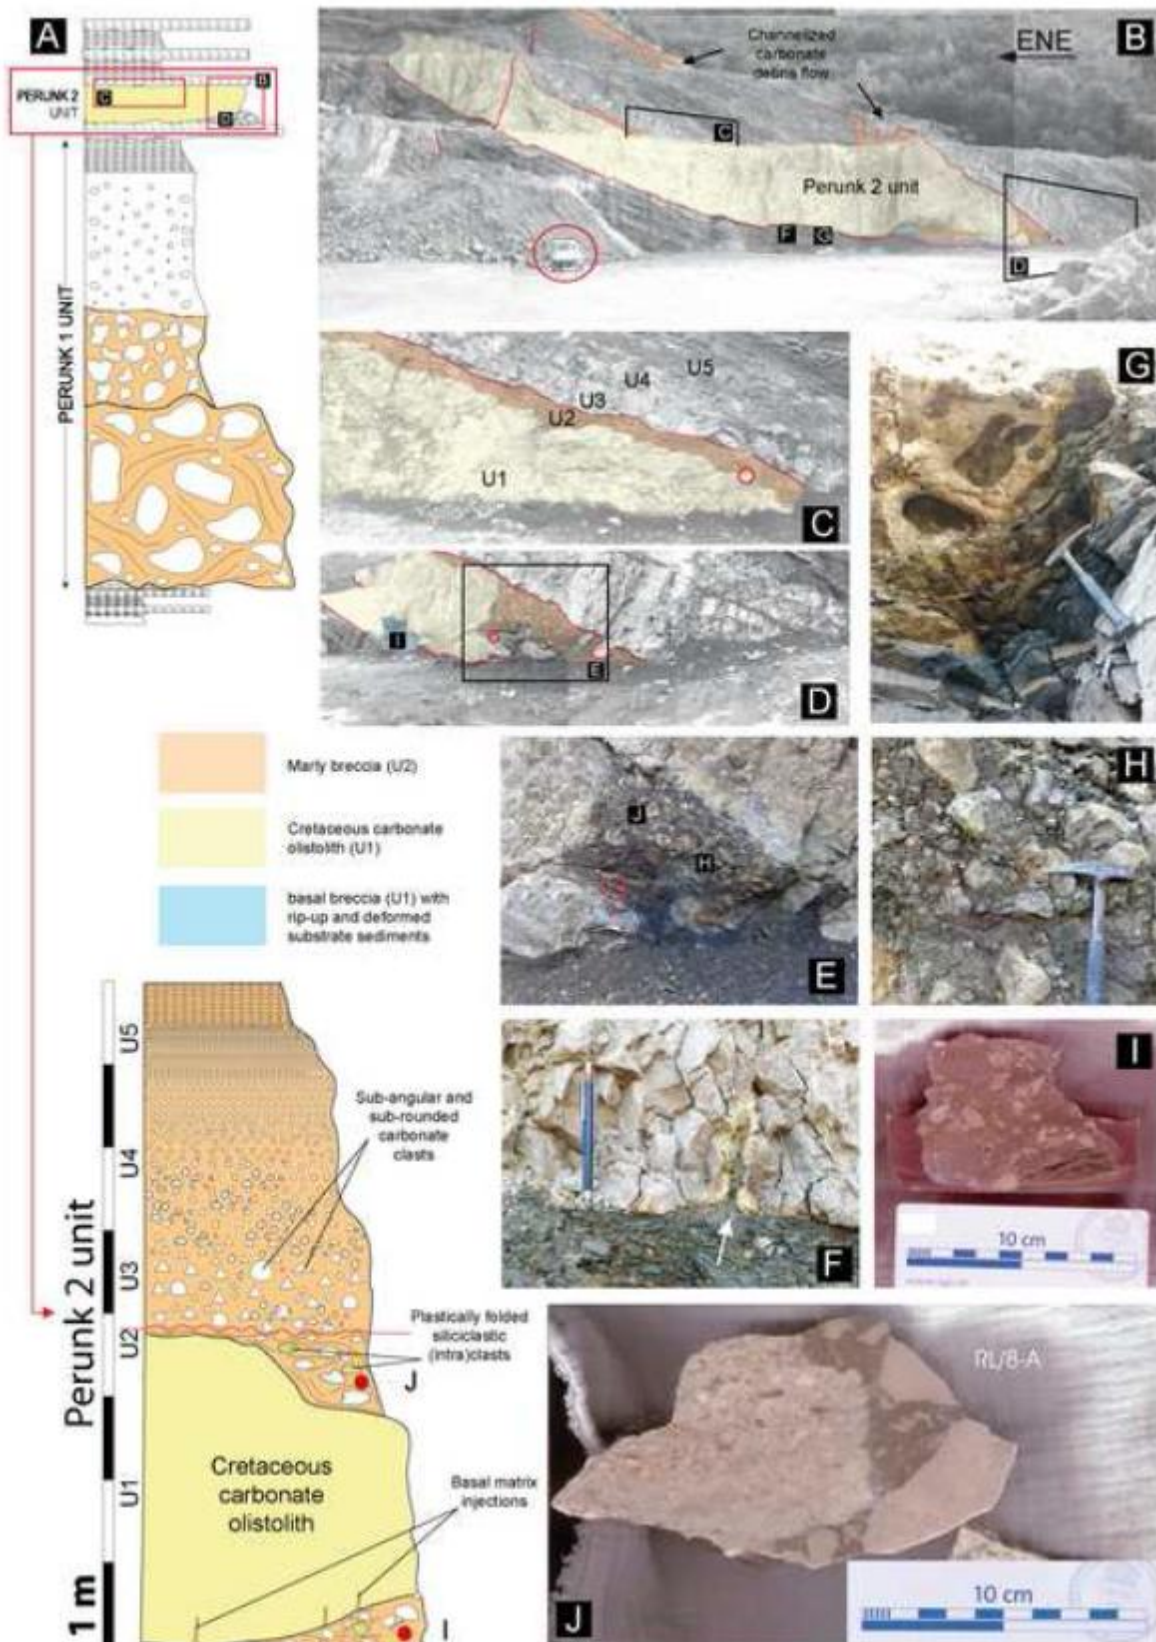 A
B
C
D
PERUNK 2
UNIT
PERUNK 1 UNIT
Channelized
carbonate
debris flow
ENE
B
C
Perunk 2 unit
F
G
D
U5
U4
U3
U2
U1
C
G
I
E
D
Marly breccia (U2)
Cretaceous carbonate
olistolith (U1)
basal breccia (U1) with
rip-up and deformed
substrate sediments
J
H
E
H
F
I
10 cm
Perunk 2 unit
1 m
U5
U4
U3
U2
U1
Sub-angular and
sub-rounded
carbonate
clasts
Plastically folded
siliciclastic
(intra)clasts
J
Cretaceous
carbonate
olistolith
Basal matrix
injections
I
RL/8-A
10 cm
J